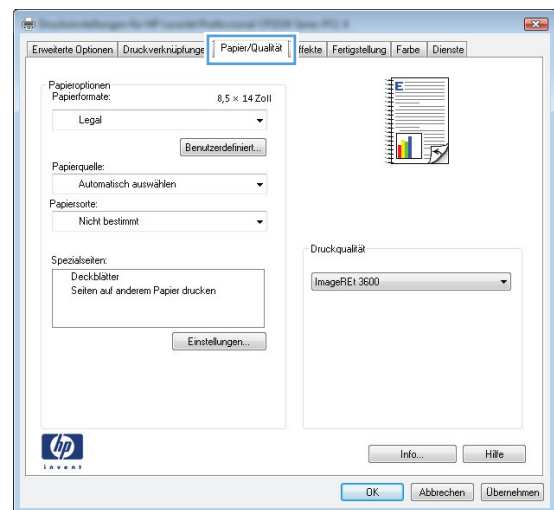 Erweiterte Optionen Druckverknüpfunge Papier/Qualität ffekte Fertigstellung Farbe Dienste
Papieroptionen
Papierformate:
8,5 × 14 Zoll
Legal
Benutzerdefiniert...
Papierquelle:
Automatisch auswählen
Papiersorte:
Nicht bestimmt
Spezialseiten:
Deckblätter
Seiten auf anderem Papier drucken
Einstellungen...
E
Druckqualität
ImageREt 3600
hp
invent
Info... Hilfe
OK Abbrechen Übernehmen